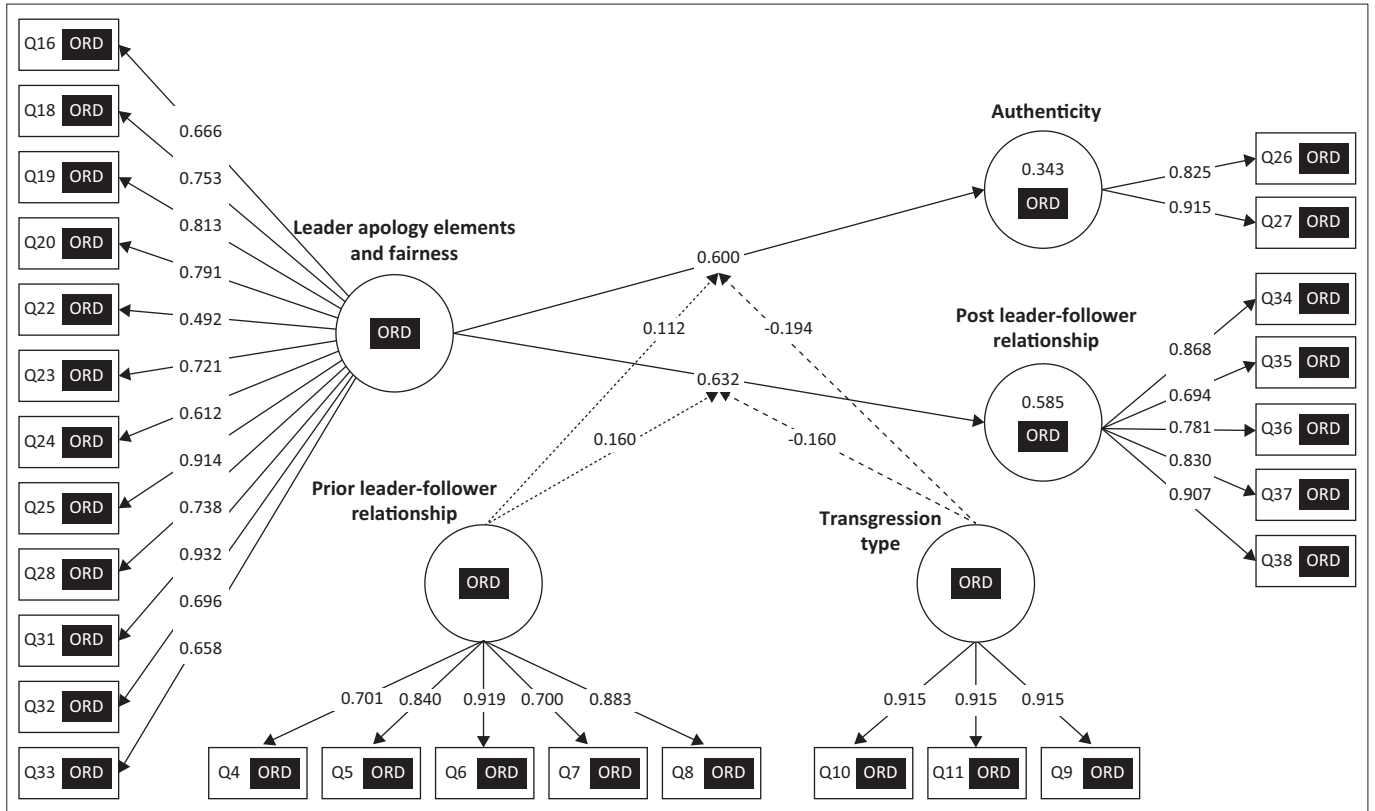 Q16 ORD
Q18 ORD
Q19 ORD
Q20 ORD
Q22 ORD
Q23 ORD
Q24 ORD
Q25 ORD
Q28 ORD
Q31 ORD
Q32 ORD
Q33 ORD
0.666
0.753
0.813
0.791
0.492
0.721
0.612
0.914
0.738
0.932
0.696
0.658
Leader apology elements
and fairness
ORD
0.600
0.112
-0.194
0.632
0.160
-0.160
Authenticity
0.343
ORD
0.825
0.915
Q26 ORD
Q27 ORD
Post leader-follower
relationship
0.585
ORD
0.868
0.694
0.781
0.830
0.907
Q34 ORD
Q35 ORD
Q36 ORD
Q37 ORD
Q38 ORD
Prior leader-follower
relationship
ORD
0.701
0.840
0.919
0.700
0.883
Q4 ORD
Q5 ORD
Q6 ORD
Q7 ORD
Q8 ORD
Transgression
type
ORD
0.915
0.915
0.915
Q10 ORD
Q11 ORD
Q9 ORD